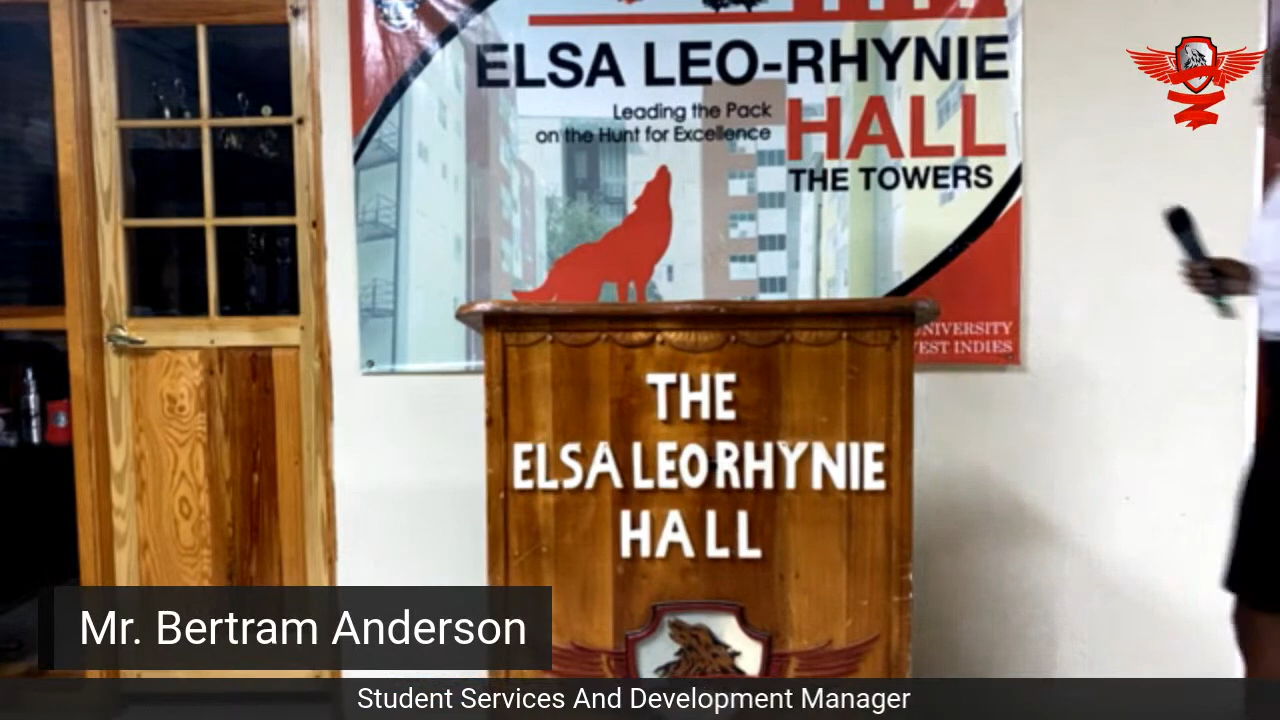 ELSA LEO-RHYNIE
Leading the Pack
on the Hunt for Excellence
HALL
THE TOWERS
WEST INDIES
THE
ELSA LEO RHYNIE
HALL
Mr. Bertram Anderson
Student Services And Development Manager